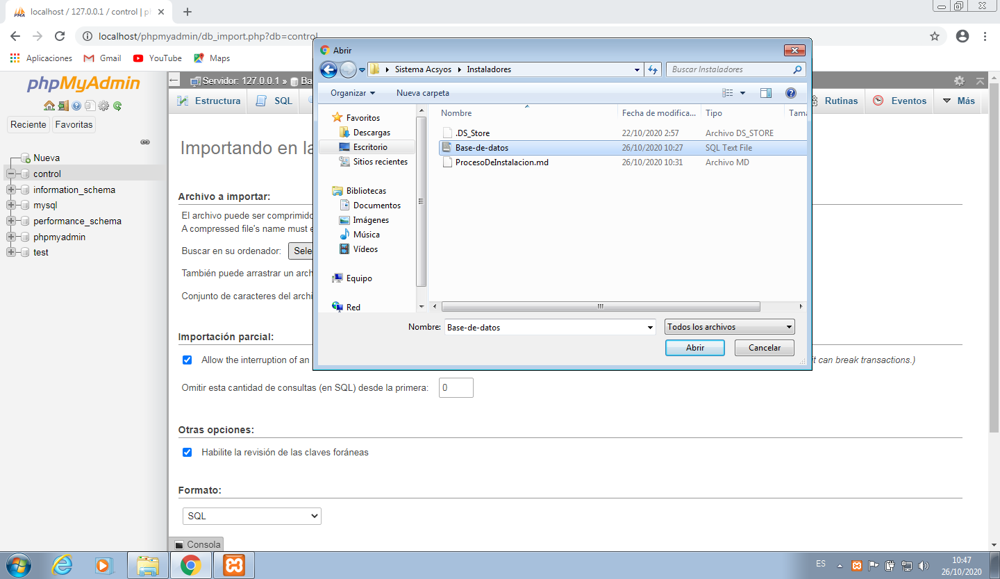 localhost / 127.0.0.1 / control | p
localhost/phpmyadmin/db_import.php?db=control
Aplicaciones
Gmail
YouTube
Maps
phpMyAdmin
Reciente
Favoritas
Nueva
control
information_schema
mysql
performance_schema
phpmyadmin
test
Servidor: 127.0.0.1 » Ba
Estructura
SQL
Rutinas
Eventos
Más
Importando en la
Archivo a importar:
El archivo puede ser comprimido
A compressed file's name must e
Buscar en su ordenador:
Sele
También puede arrastrar un arch
Conjunto de caracteres del archi
Importación parcial:
Allow the interruption of an
it can break transactions.)
Omitir esta cantidad de consultas (en SQL) desde la primera:
0
Otras opciones:
Habilite la revisión de las claves foráneas
Formato:
SQL
Consola
Abrir
Sistema Acsyos
Instaladores
Buscar Instaladores
Organizar
Nueva carpeta
Favoritos
Descargas
Escritorio
Sitios recientes
Bibliotecas
Documentos
Imágenes
Música
Vídeos
Equipo
Red
Nombre
Fecha de modifica...
Tipo
Tama
.DS_Store
22/10/2020 2:57
Archivo DS_STORE
Base-de-datos
26/10/2020 10:27
SQL Text File
ProcesoDeInstalacion.md
26/10/2020 10:31
Archivo MD
Nombre:
Base-de-datos
Todos los archivos
Abrir
Cancelar
ES
10:47
26/10/2020